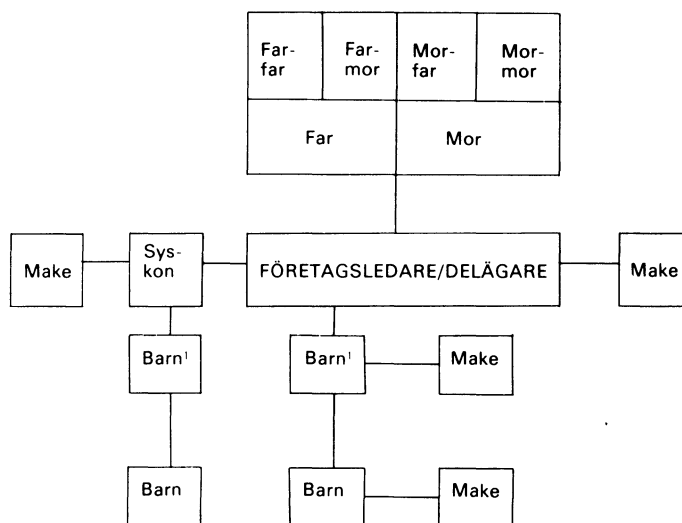 Far-
far
Far-
mor
Mor-
far
Mor-
mor
Far
Mor
Make
Sys-
kon
FÖRETAGSLEDARE/DELÄGARE
Make
Barn¹
Barn¹
Make
Barn
Barn
Make